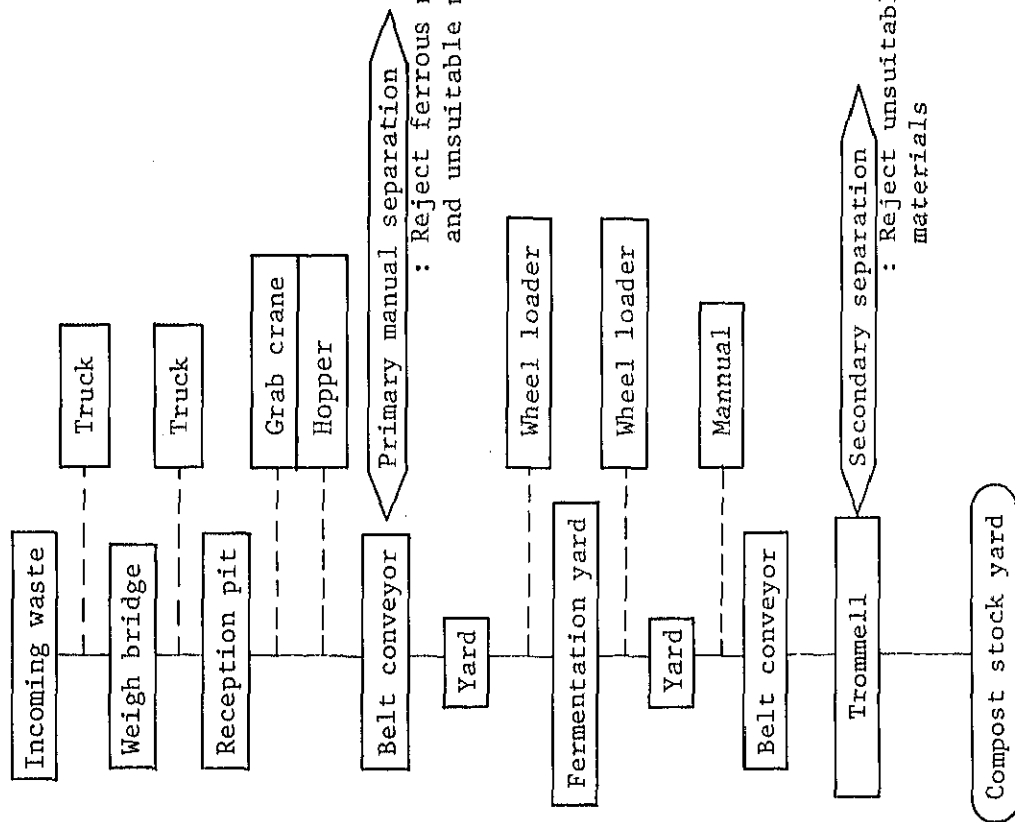 Incoming waste
Truck
Weigh bridge
Truck
Reception pit
Grab crane
Hopper
Belt conveyor
Primary manual separation
: Reject ferrous
and unsuitable
Yard
Wheel loader
Fermentation yard
Wheel loader
Yard
Mannual
Belt conveyor
Trommell
Secondary separation
: Reject
materials
Compost stock yard